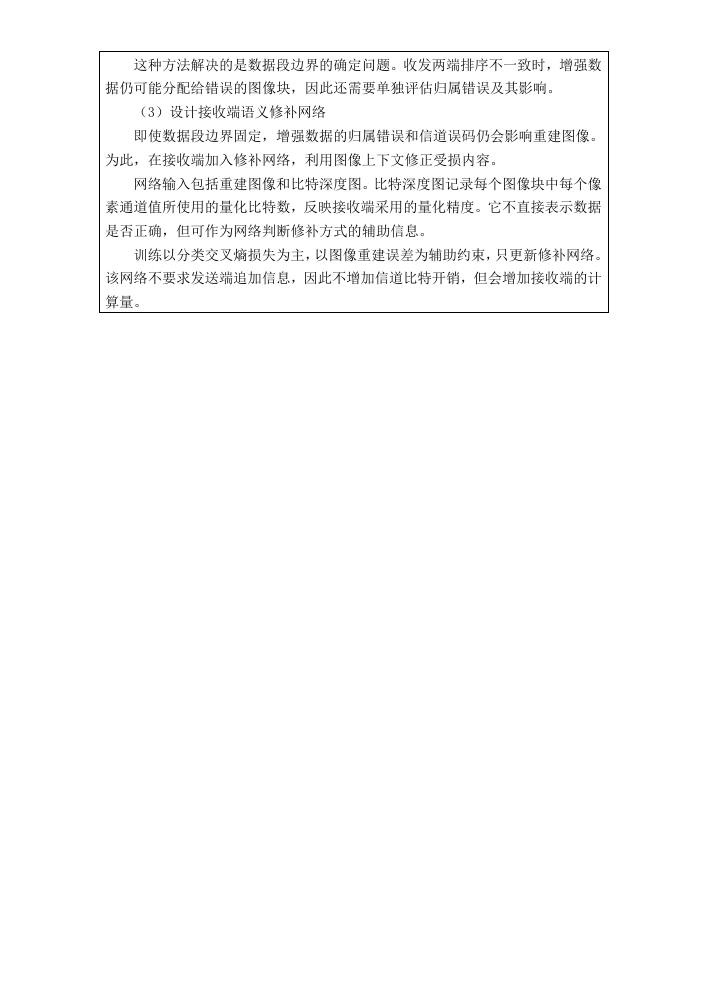 这种方法解决的是数据段边界的确定问题。收发两端排序不一致时，增强数
据仍可能分配给错误的图像块，因此还需要单独评估归属错误及其影响。
（3）设计接收端语义修补网络
即使数据段边界固定，增强数据的归属错误和信道误码仍会影响重建图像。
为此，在接收端加入修补网络，利用图像上下文修正受损内容。
网络输入包括重建图像和比特深度图。比特深度图记录每个图像块中每个像
素通道值所使用的量化比特数，反映接收端采用的量化精度。它不直接表示数据
是否正确，但可作为网络判断修补方式的辅助信息。
训练以分类交叉熵损失为主，以图像重建误差为辅助约束，只更新修补网络。
该网络不要求发送端追加信息，因此不增加信道比特开销，但会增加接收端的计
算量。